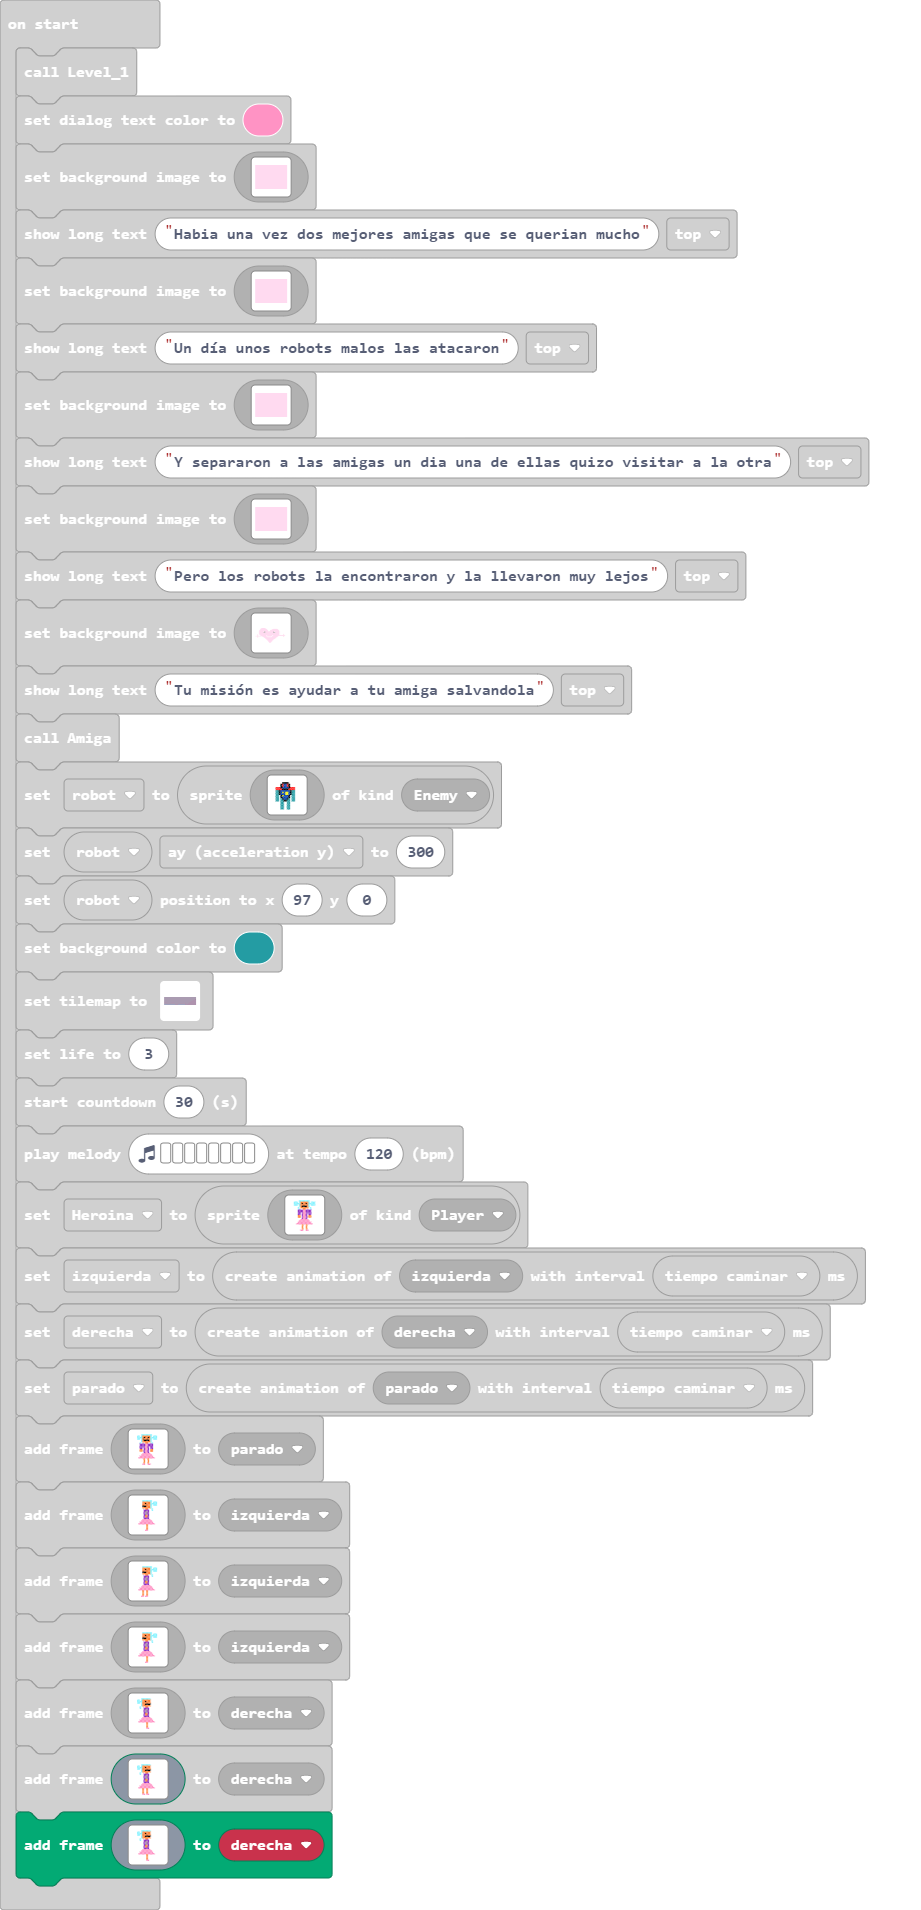 on start
call Level_1
set dialog text color to
set background image to
show long text "Habia una vez dos mejores amigas que se querian mucho" top
set background image to
show long text "Un día unos robots malos las atacaron" top
set background image to
show long text "Y separaron a las amigas un dia una de ellas quizo visitar a la otra" top
set background image to
show long text "Pero los robots la encontraron y la llevaron muy lejos" top
set background image to
show long text "Tu misión es ayudar a tu amiga salvandola" top
call Amiga
set robot to sprite of kind Enemy
set robot ay (acceleration y) to 300
set robot position to x 97 y 0
set background color to
set tilemap to
set life to 3
start countdown 30 (s)
play melody at tempo 120 (bpm)
set Heroina to sprite of kind Player
set izquierda to create animation of izquierda with interval tiempo caminar ms
set derecha to create animation of derecha with interval tiempo caminar ms
set parado to create animation of parado with interval tiempo caminar ms
add frame to parado
add frame to izquierda
add frame to izquierda
add frame to izquierda
add frame to derecha
add frame to derecha
add frame to derecha